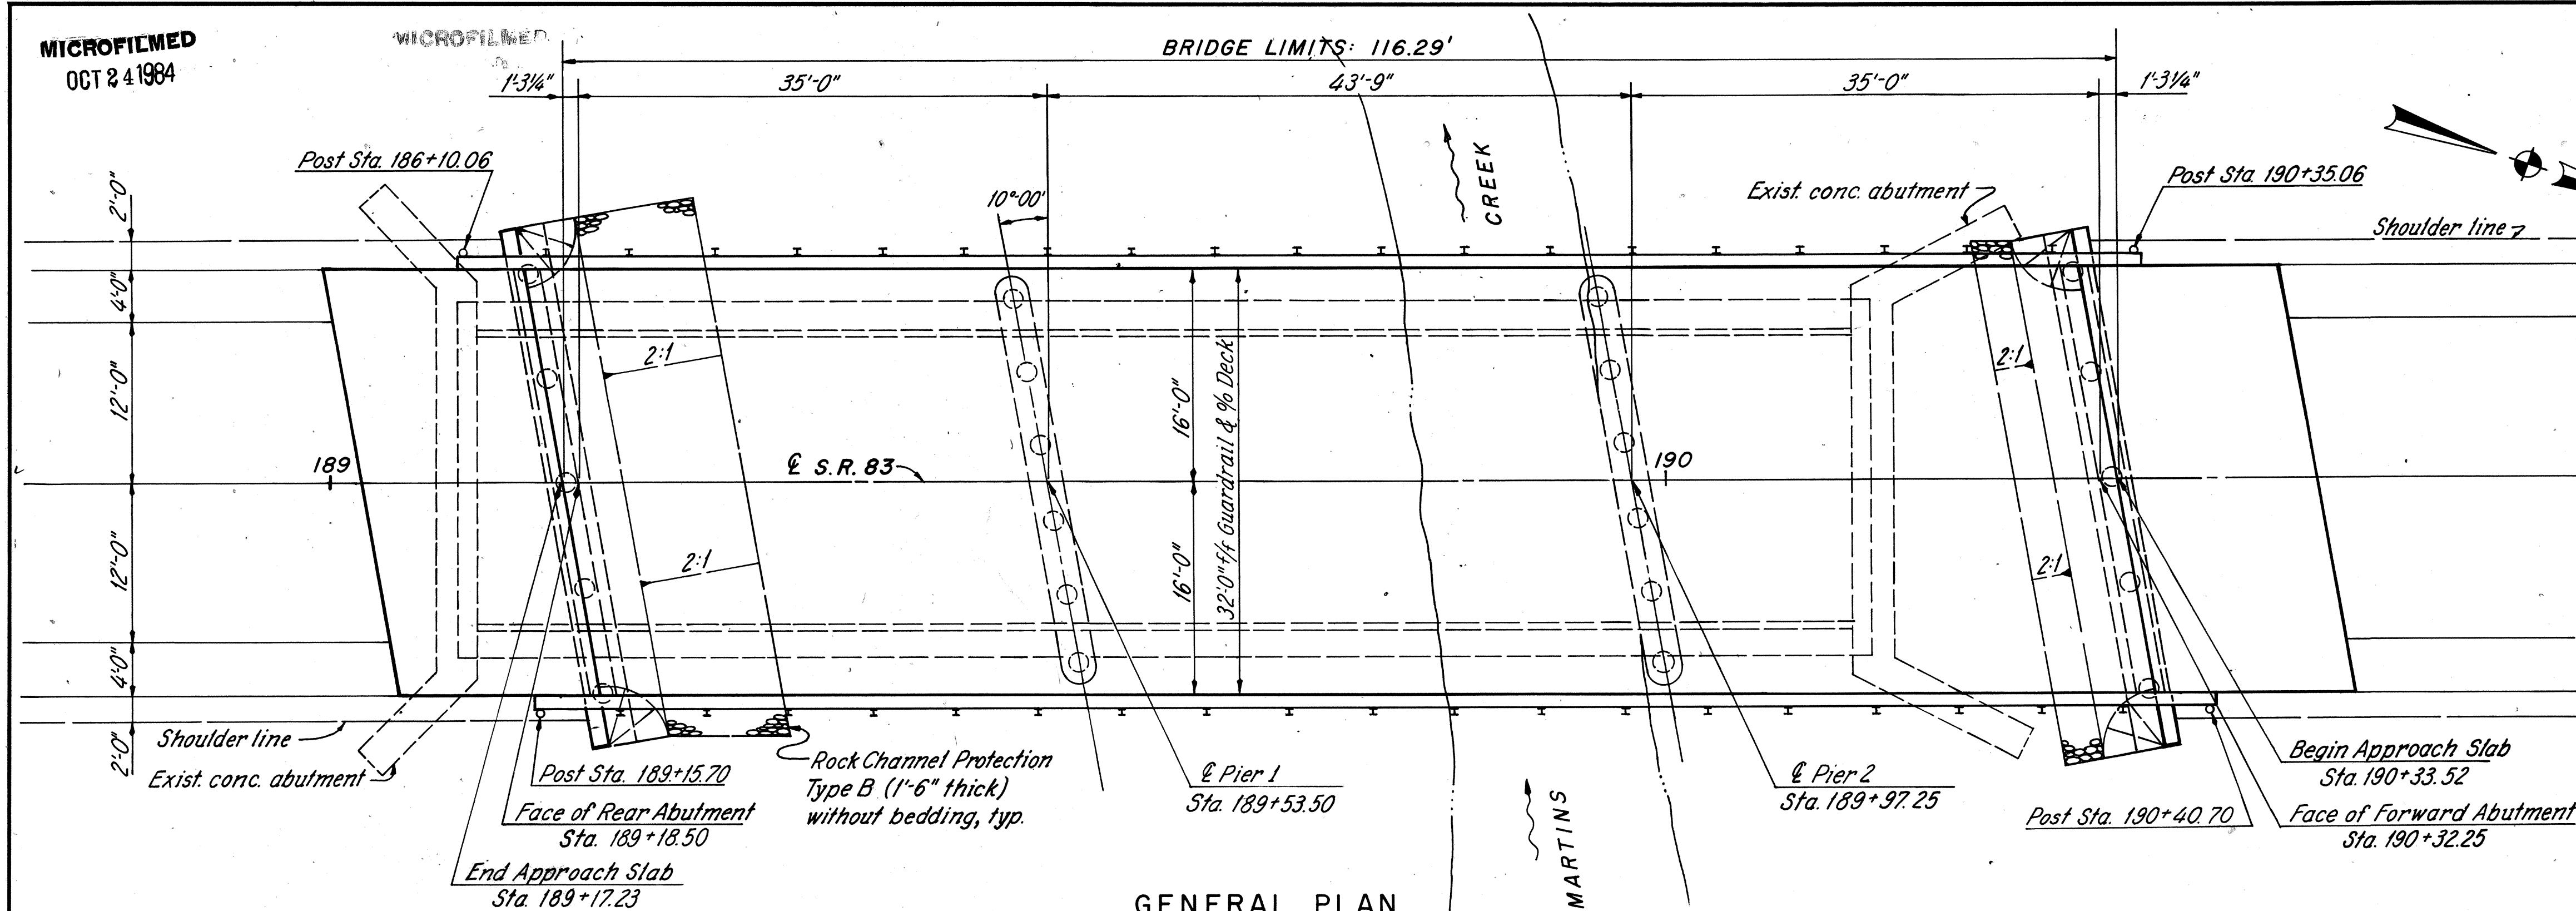 MICROFILMED
OCT 24 1984
MICROFILMED
BRIDGE LIMITS: 116.29'
1'-3¼"
35'-0"
43'-9"
35'-0"
1'-3¼"
Post Sta. 186+10.06
10°-00'
CREEK
Exist. conc. abutment
Post Sta. 190+35.06
Shoulder line
2'-0"
4'-0"
12'-0"
12'-0"
4'-0"
2'-0"
2:1
2:1
2:1
2:1
16'-0"
16'-0"
32'-0" f/f Guardrail & % Deck
189
℄ S.R. 83
190
Shoulder line
Exist. conc. abutment
Post Sta. 189+15.70
Face of Rear Abutment
Sta. 189+18.50
End Approach Slab
Sta. 189+17.23
Rock Channel Protection
Type B (1'-6" thick)
without bedding, typ.
℄ Pier 1
Sta. 189+53.50
MARTINS
℄ Pier 2
Sta. 189+97.25
Begin Approach Slab
Sta. 190+33.52
Post Sta. 190+40.70
Face of Forward Abutment
Sta. 190+32.25
GENERAL PLAN